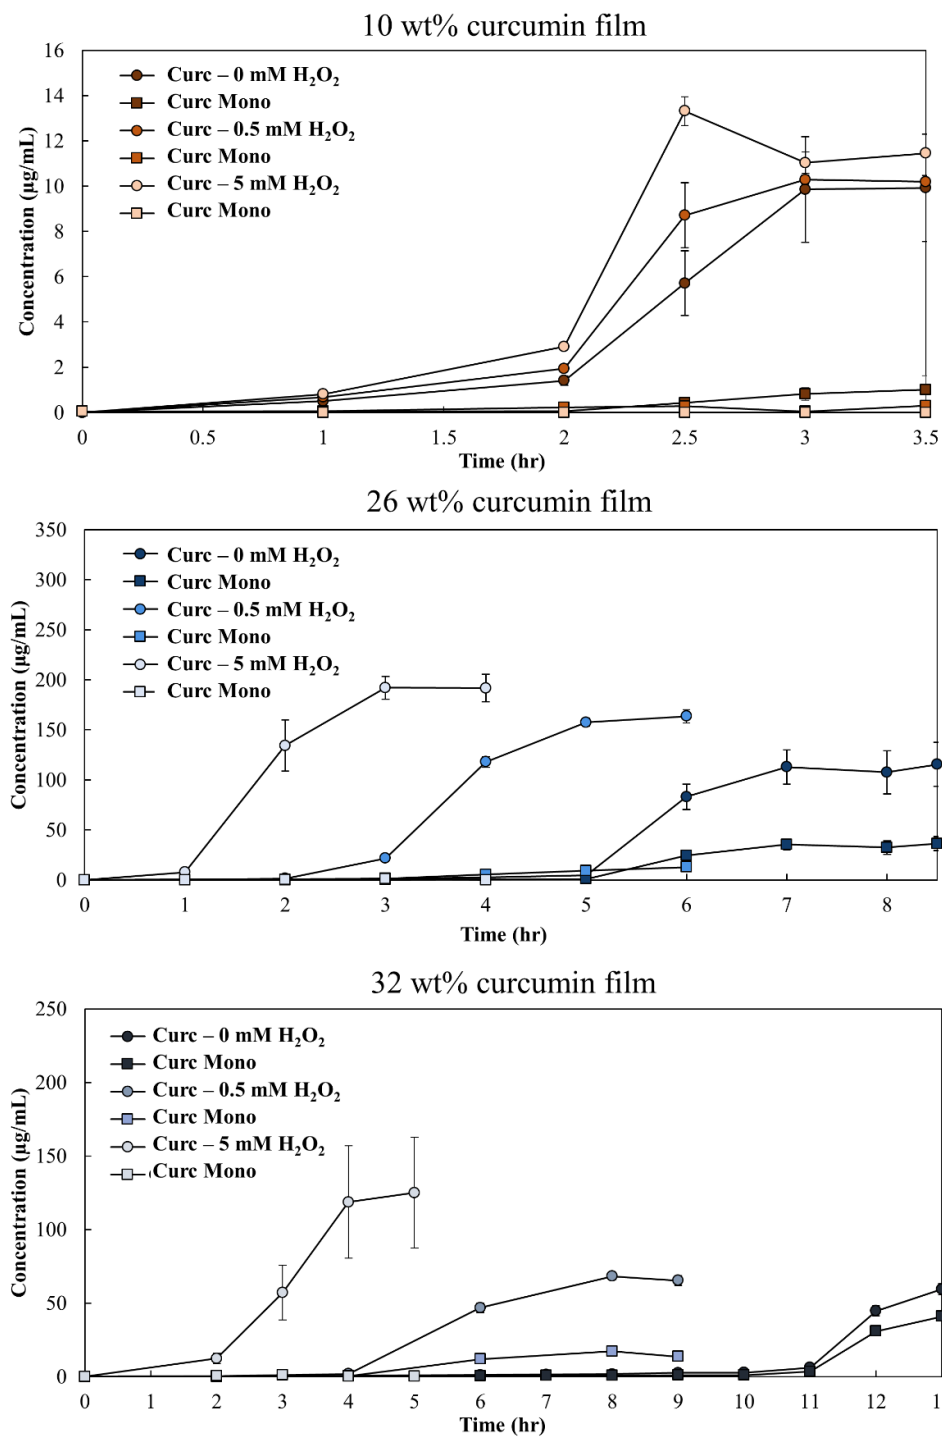 10 wt% curcumin film
16
14
12
10
8
6
4
2
0
Concentration (µg/mL)
Curc – 0 mM H₂O₂
Curc Mono
Curc – 0.5 mM H₂O₂
Curc Mono
Curc – 5 mM H₂O₂
Curc Mono
0 0.5 1 1.5 2 2.5 3 3.5
Time (hr)
26 wt% curcumin film
350
300
250
200
150
100
50
0
Concentration (µg/mL)
Curc – 0 mM H₂O₂
Curc Mono
Curc – 0.5 mM H₂O₂
Curc Mono
Curc – 5 mM H₂O₂
Curc Mono
0 1 2 3 4 5 6 7 8
Time (hr)
32 wt% curcumin film
250
200
150
100
50
0
Concentration (µg/mL)
Curc – 0 mM H₂O₂
Curc Mono
Curc – 0.5 mM H₂O₂
Curc Mono
Curc – 5 mM H₂O₂
Curc Mono
0 1 2 3 4 5 6 7 8 9 10 11 12 1
Time (hr)